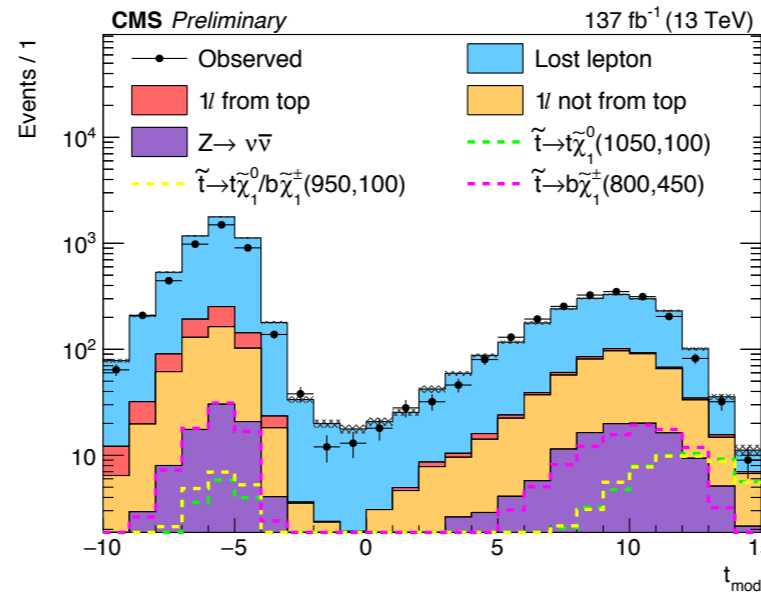 CMS Preliminary 137 fb⁻¹ (13 TeV)
Observed Lost lepton
1l from top 1l not from top
Z→ νν̅ t̃→tχ̃₁⁰(1050,100)
t̃→tχ̃₁⁰/bχ̃₁±(950,100) t̃→bχ̃₁±(800,450)
Events / 1
10⁴
10³
10²
10
−10 −5 0 5 10 15
t_mod